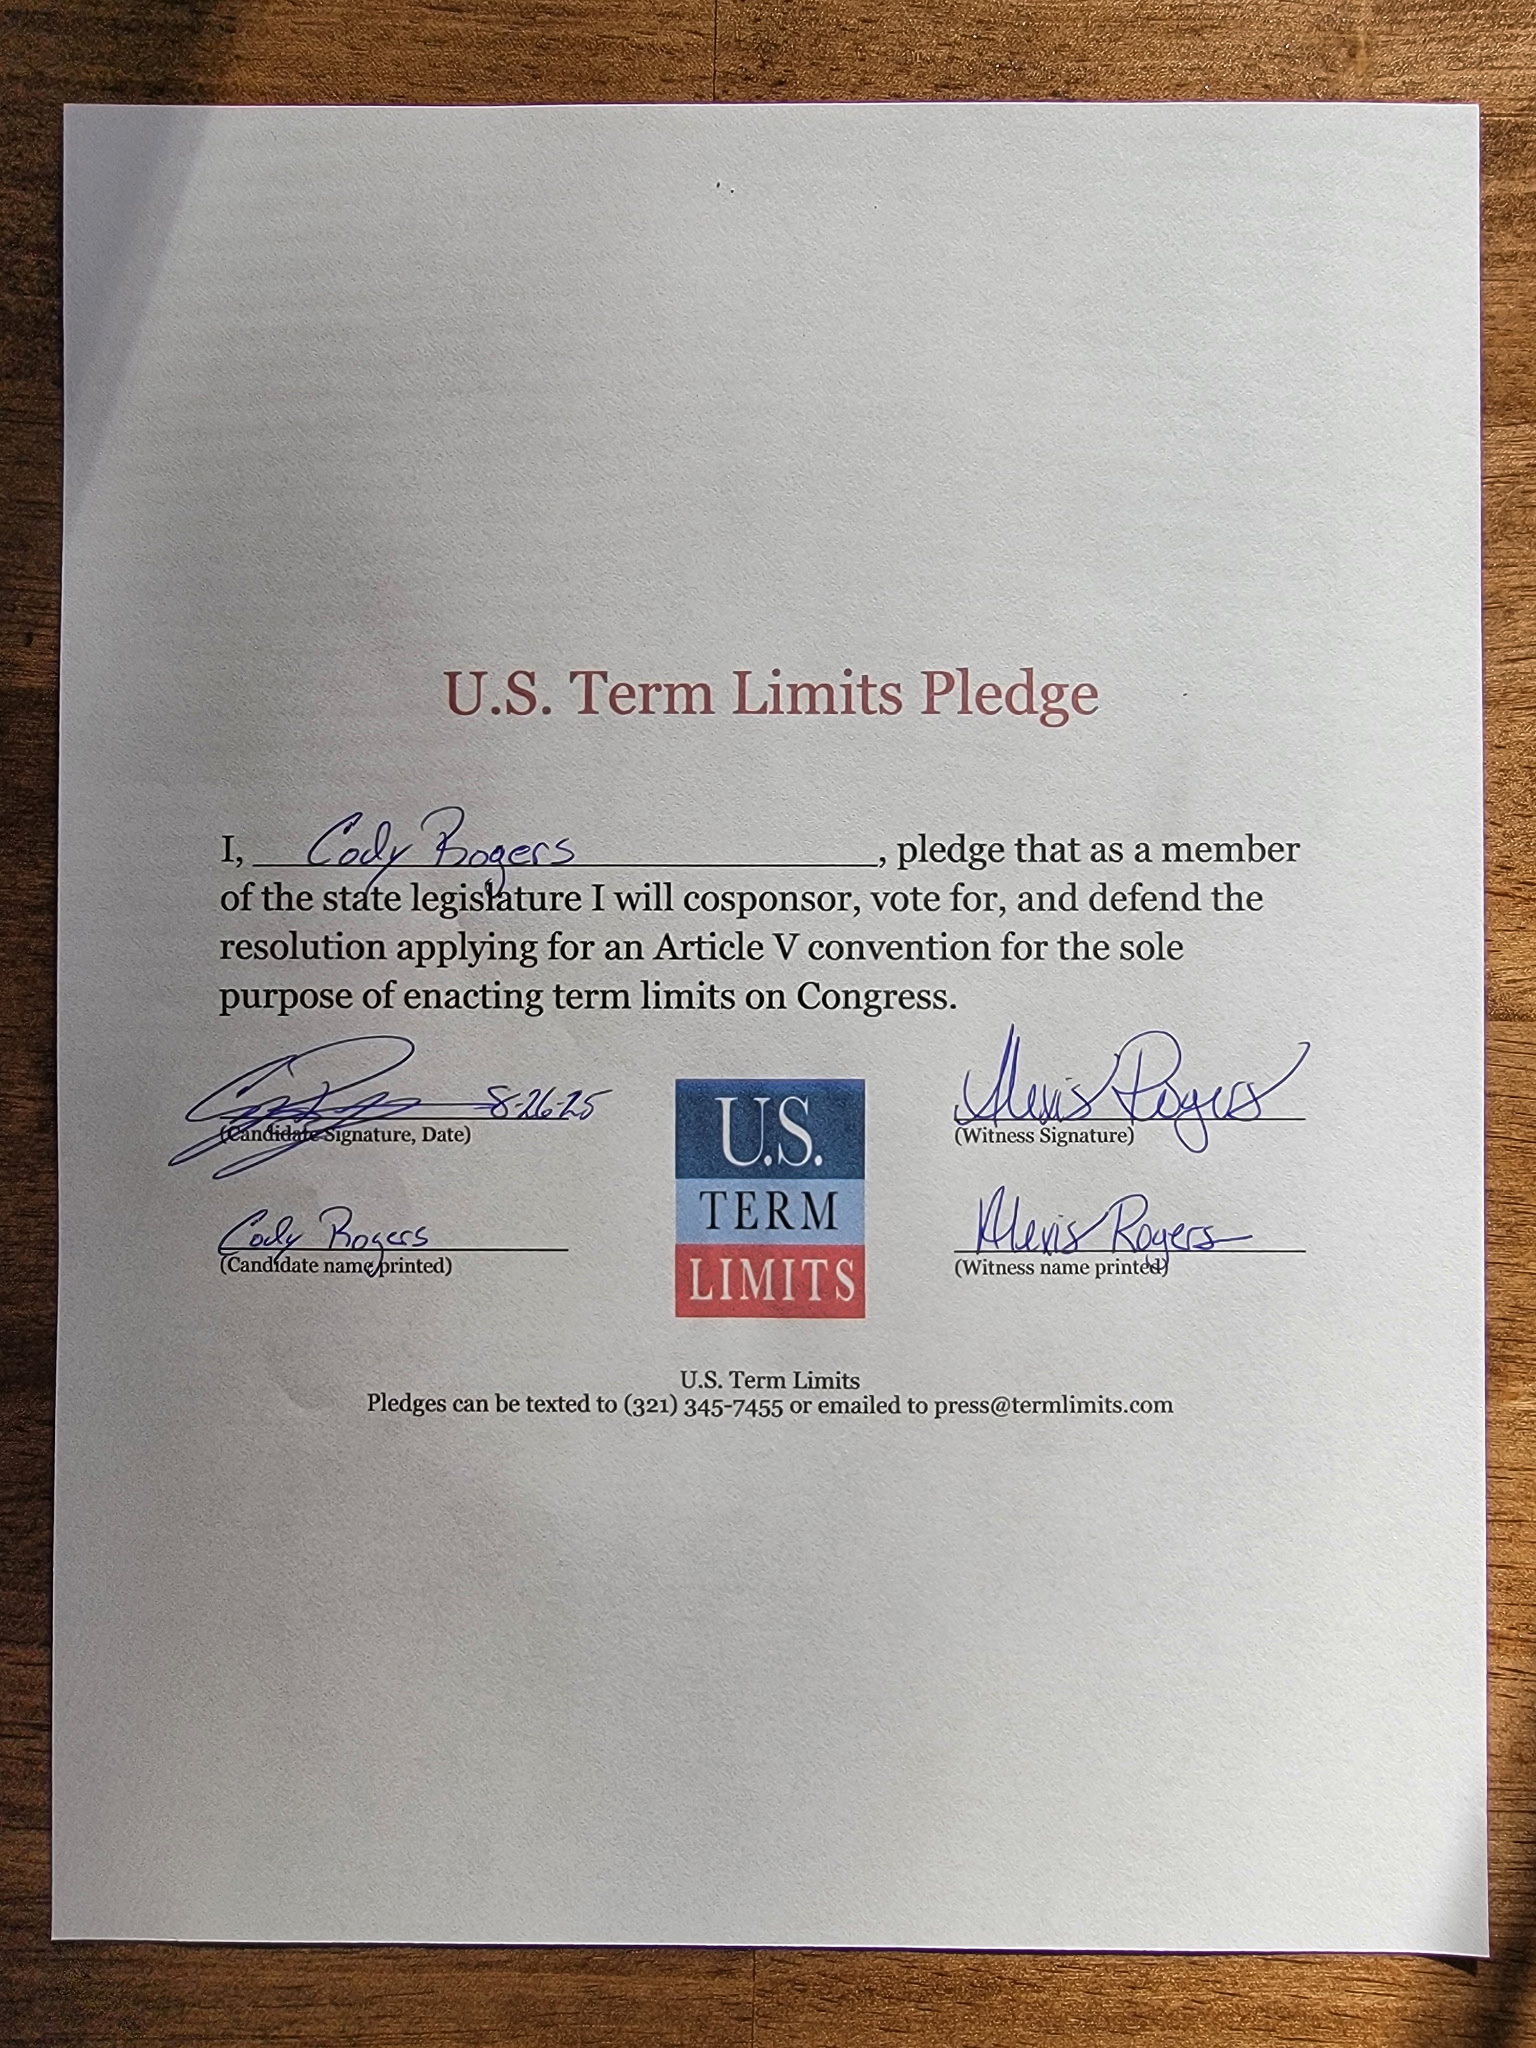 U.S. Term Limits Pledge
I, Cody Rogers, pledge that as a member
of the state legislature I will cosponsor, vote for, and defend the
resolution applying for an Article V convention for the sole
purpose of enacting term limits on Congress.
8-26-25
(Candidate Signature, Date)
Cody Rogers
(Candidate name printed)
U.S.
TERM
LIMITS
Alexis Rogers
(Witness Signature)
Alexis Rogers
(Witness name printed)
U.S. Term Limits
Pledges can be texted to (321) 345-7455 or emailed to press@termlimits.com